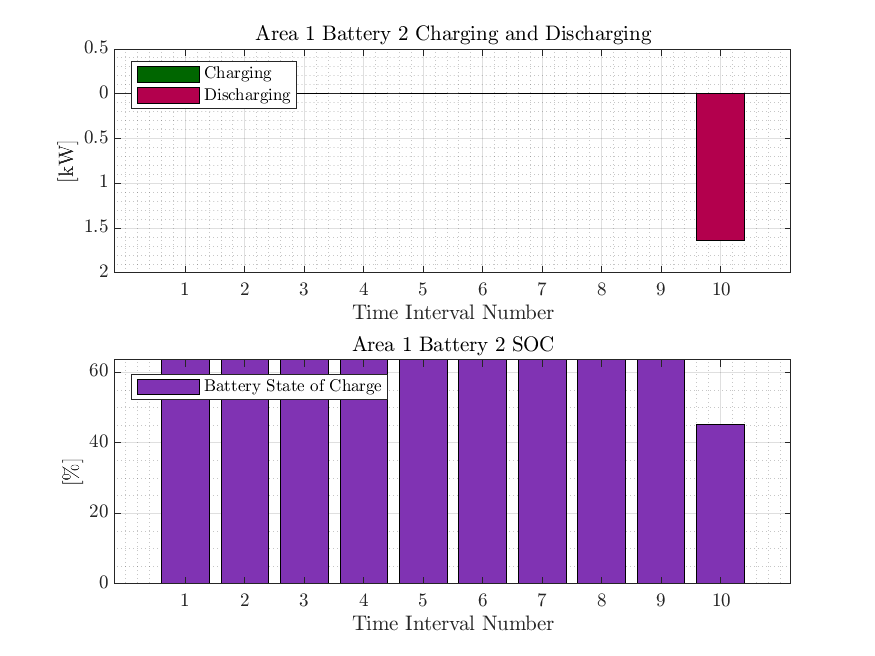 Area 1 Battery 2 Charging and Discharging
0.5
0
0.5
1
1.5
2
[kW]
Charging
Discharging
1 2 3 4 5 6 7 8 9 10
Time Interval Number
Area 1 Battery 2 SOC
60
40
20
0
[%]
Battery State of Charge
1 2 3 4 5 6 7 8 9 10
Time Interval Number